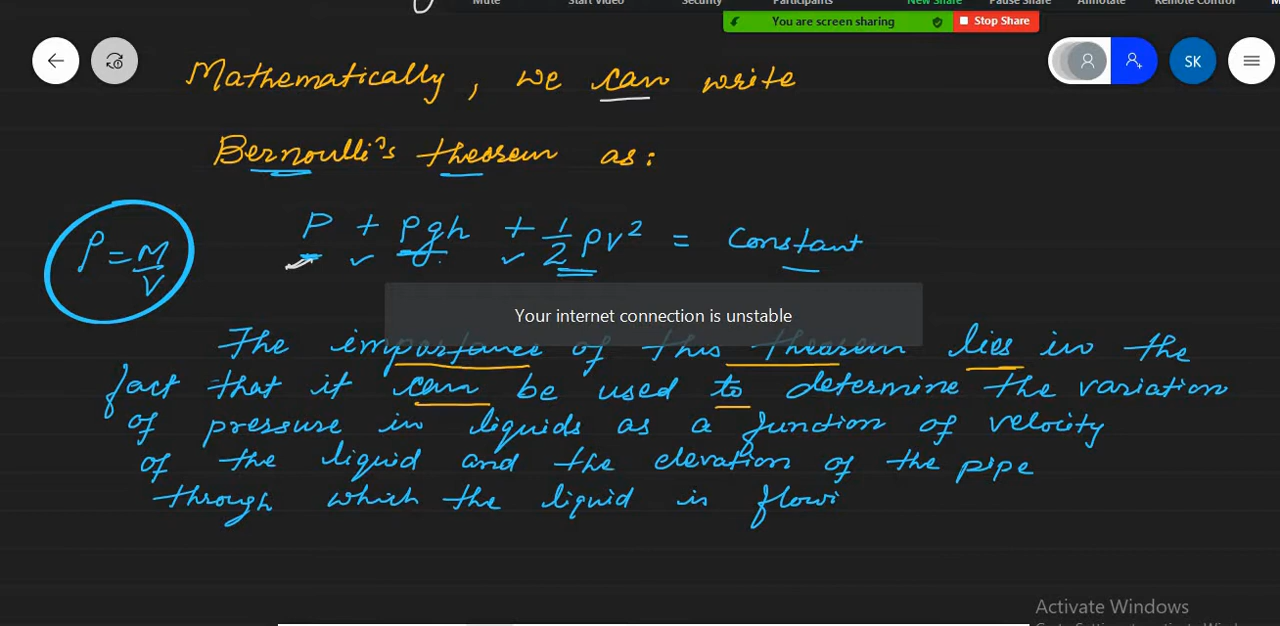 Mute Start Video Security Participants New Share Pause Share Annotate Remote Control
You are screen sharing Stop Share
SK
Mathematically, we can write
Bernoulli's theorem as:
P + ρgh + 1/2 ρv² = Constant
ρ = M/V
Your internet connection is unstable
The importance of this theorem lies in the
fact that it can be used to determine the variation
of pressure in liquids as a function of velocity
of the liquid and the elevation of the pipe
through which the liquid is flowi
Activate Windows